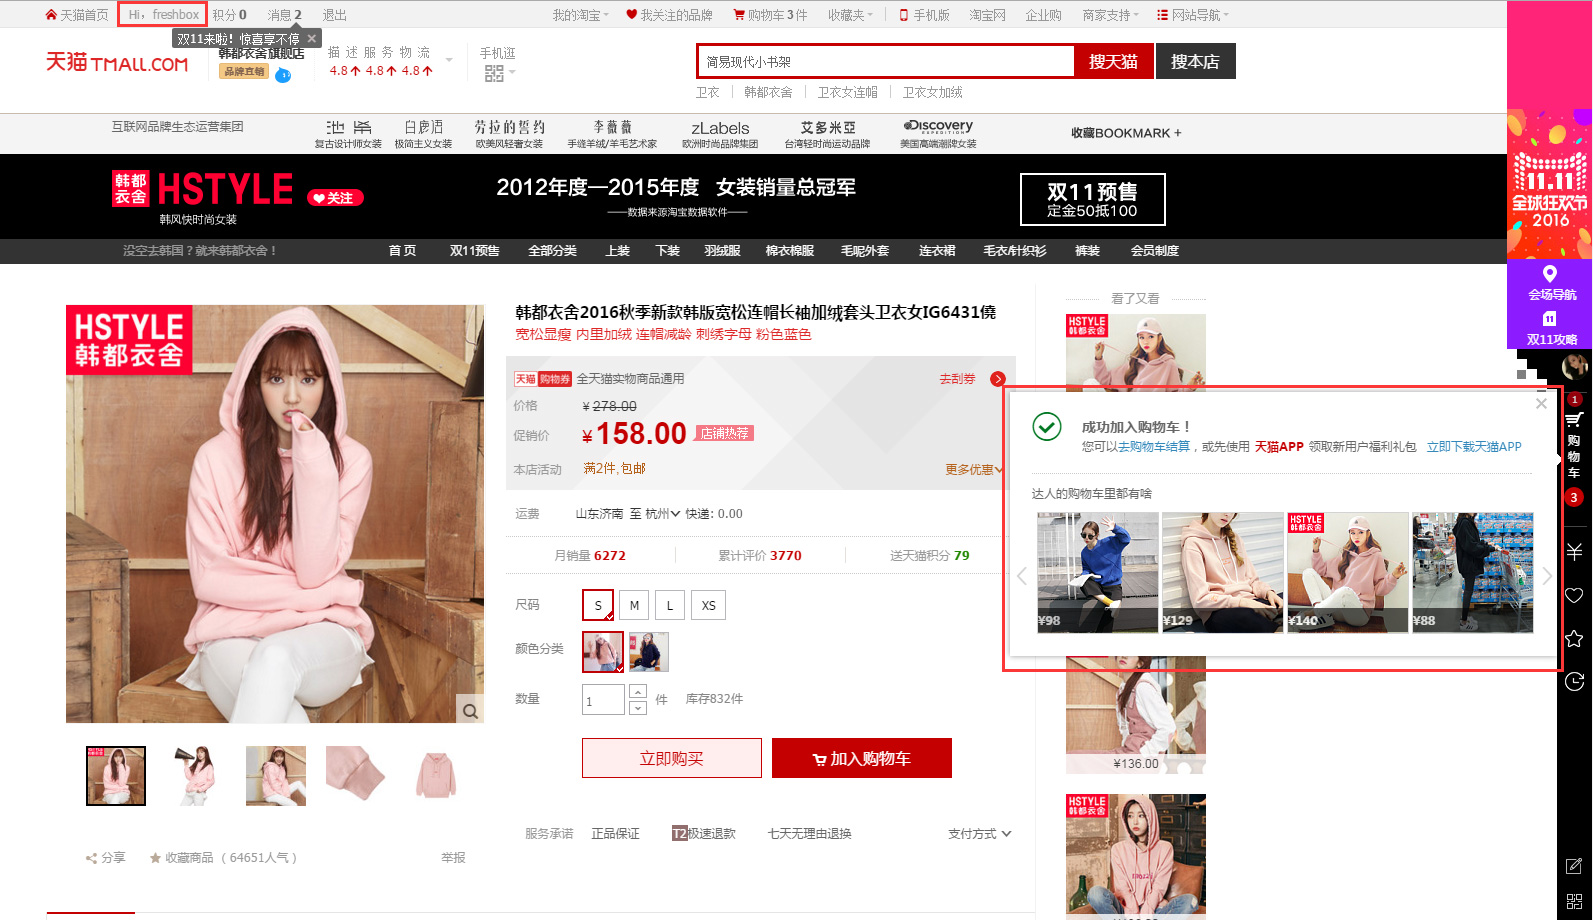 天猫首页
Hi，freshbox
积分 0
消息 2
退出
我的淘宝
我关注的品牌
购物车 3 件
收藏夹
手机版
淘宝网
企业购
商家支持
网站导航
双11来啦！惊喜享不停 ×
天猫TMALL.COM
韩都衣舍旗舰店
品牌直销
描 述 服 务 物 流
4.8 4.8 4.8
手机逛
简易现代小书架
搜天猫
搜本店
卫衣
韩都衣舍
卫衣女连帽
卫衣女加绒
互联网品牌生态运营集团
复古设计师女装
极简主义女装
劳拉的誓约
欧美风轻奢女装
李薇薇
手缝羊绒/羊毛艺术家
zLabels
欧洲时尚品牌集团
艾多米亞
台湾轻时尚运动品牌
Discovery
EXPEDITION
美国高端潮牌女装
收藏BOOKMARK +
韩都衣舍 HSTYLE
关注
韩风快时尚女装
2012年度—2015年度 女装销量总冠军
——数据来源淘宝数据软件——
双11预售
定金50抵100
没空去韩国？就来韩都衣舍！
首 页
双11预售
全部分类
上装
下装
羽绒服
棉衣棉服
毛呢外套
连衣裙
毛衣/针织衫
裤装
会员制度
HSTYLE
韩都衣舍
韩都衣舍2016秋季新款韩版宽松连帽长袖加绒套头卫衣女IG6431僥
宽松显瘦 内里加绒 连帽减龄 刺绣字母 粉色蓝色
天猫 购物券 全天猫实物商品通用
去刮券
价格
¥ 278.00
促销价
¥ 158.00
店铺热荐
本店活动
满2件,包邮
更多优惠
运费
山东济南 至 杭州 快递: 0.00
月销量 6272
累计评价 3770
送天猫积分 79
尺码
S
M
L
XS
颜色分类
数量
1
件
库存832件
立即购买
加入购物车
服务承诺
正品保证
T2极速退款
七天无理由退换
支付方式
分享
收藏商品 （64651人气）
举报
看了又看
HSTYLE
韩都衣舍
成功加入购物车！
您可以去购物车结算，或先使用 天猫APP 领取新用户福利礼包 立即下载天猫APP
达人的购物车里都有啥
¥98
¥129
HSTYLE
韩都衣舍
¥140
¥88
¥136.00
HSTYLE
韩都衣舍
11.11
全球狂欢节
2016
会场导航
11
双11攻略
1
购物车
3